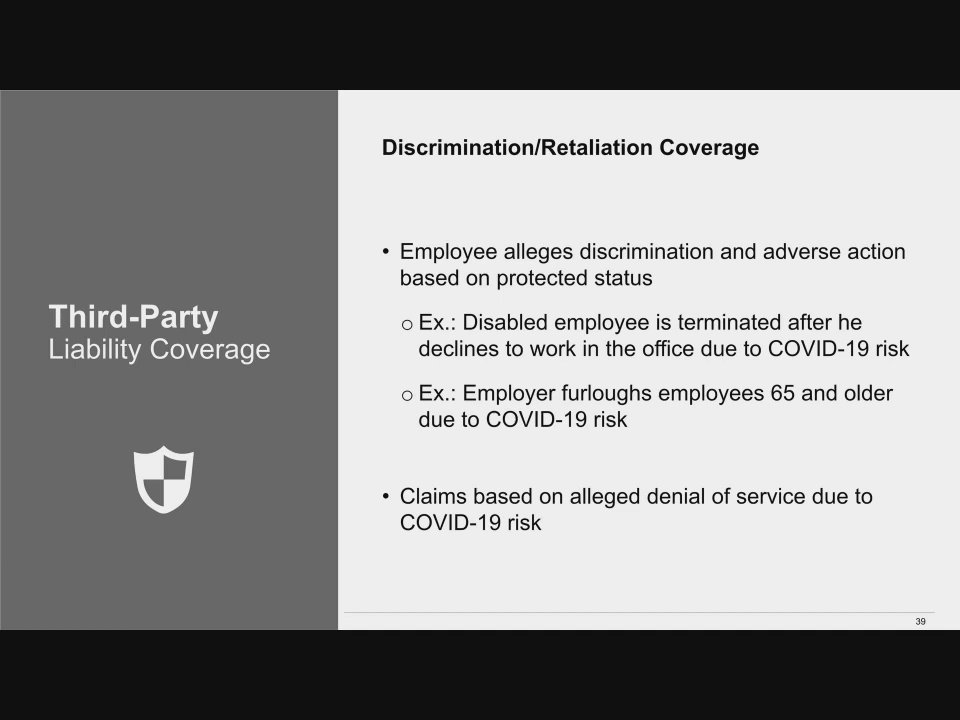 Third-Party
Liability Coverage
Discrimination/Retaliation Coverage
• Employee alleges discrimination and adverse action
based on protected status
o Ex.: Disabled employee is terminated after he
declines to work in the office due to COVID-19 risk
o Ex.: Employer furloughs employees 65 and older
due to COVID-19 risk
• Claims based on alleged denial of service due to
COVID-19 risk
39